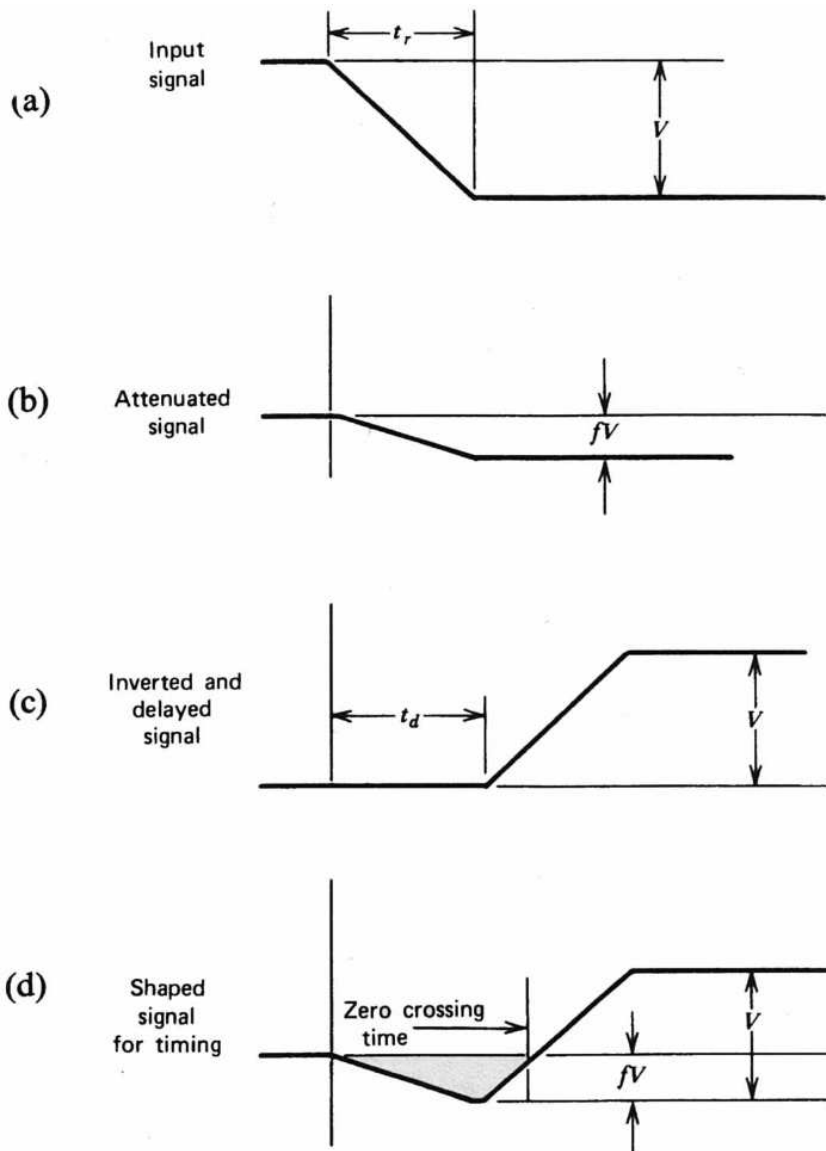 (a)
Input
signal
t_r
V
(b)
Attenuated
signal
fV
(c)
Inverted and
delayed
signal
t_d
V
(d)
Shaped
signal
for timing
Zero crossing
time
V
fV